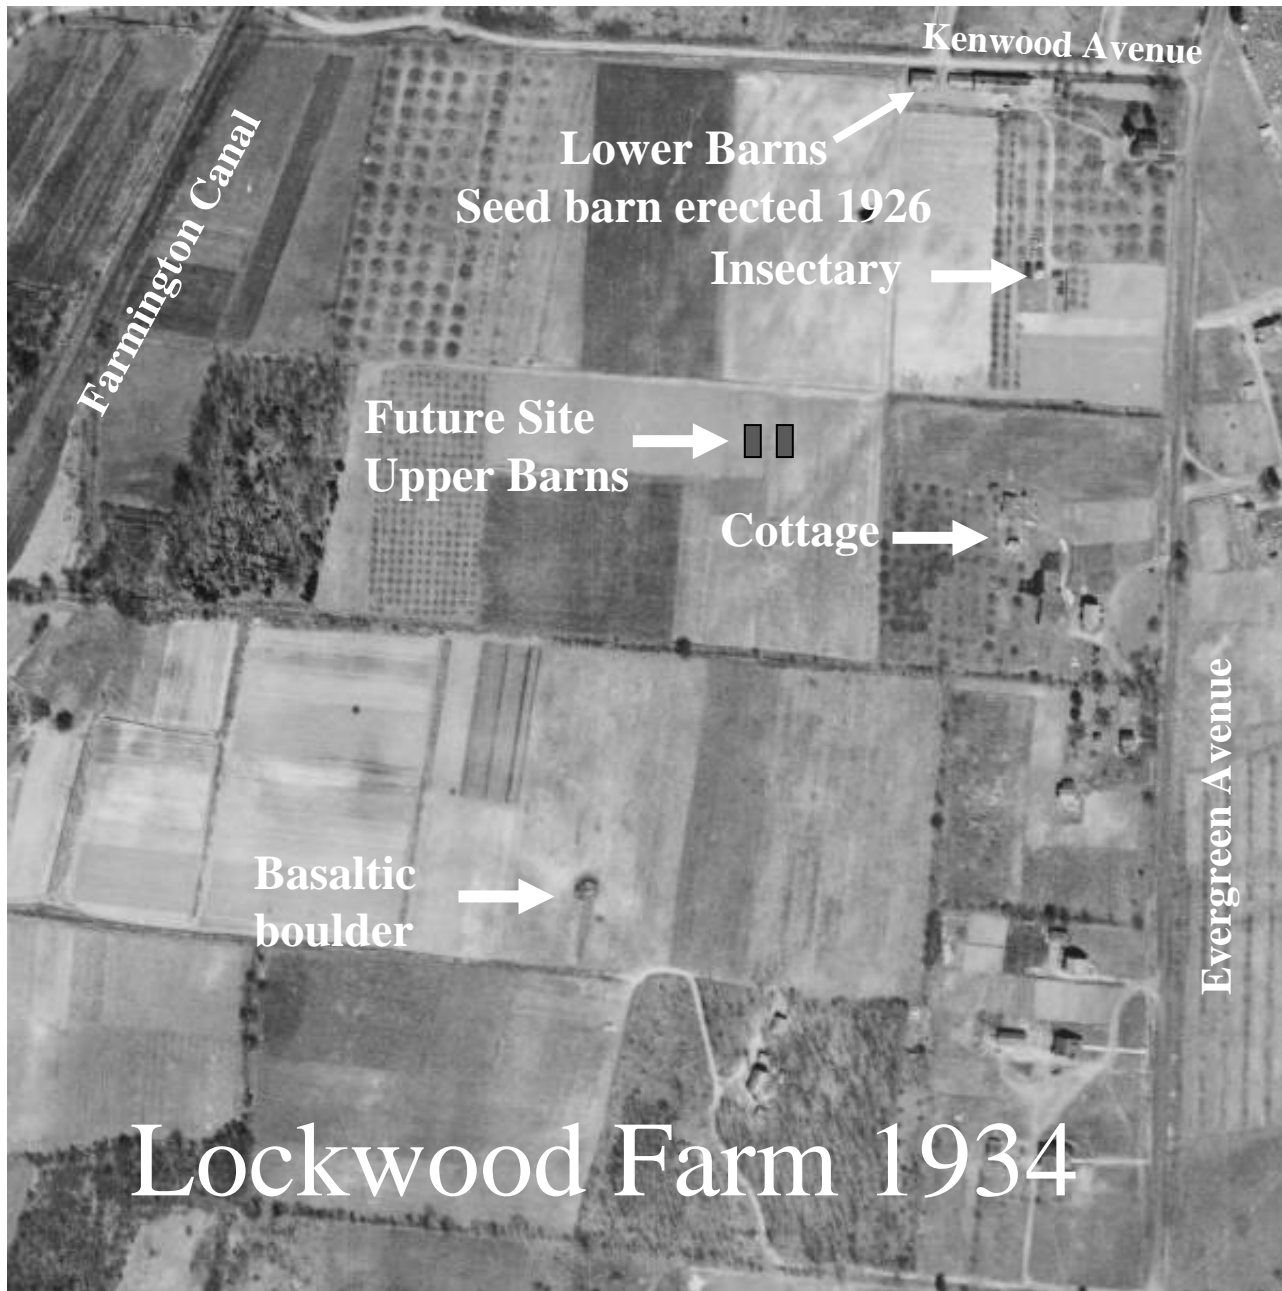 Kenwood Avenue
Lower Barns
Seed barn erected 1926
Farmington Canal
Insectary
Future Site
Upper Barns
Cottage
Basaltic
boulder
Evergreen Avenue
Lockwood Farm 1934